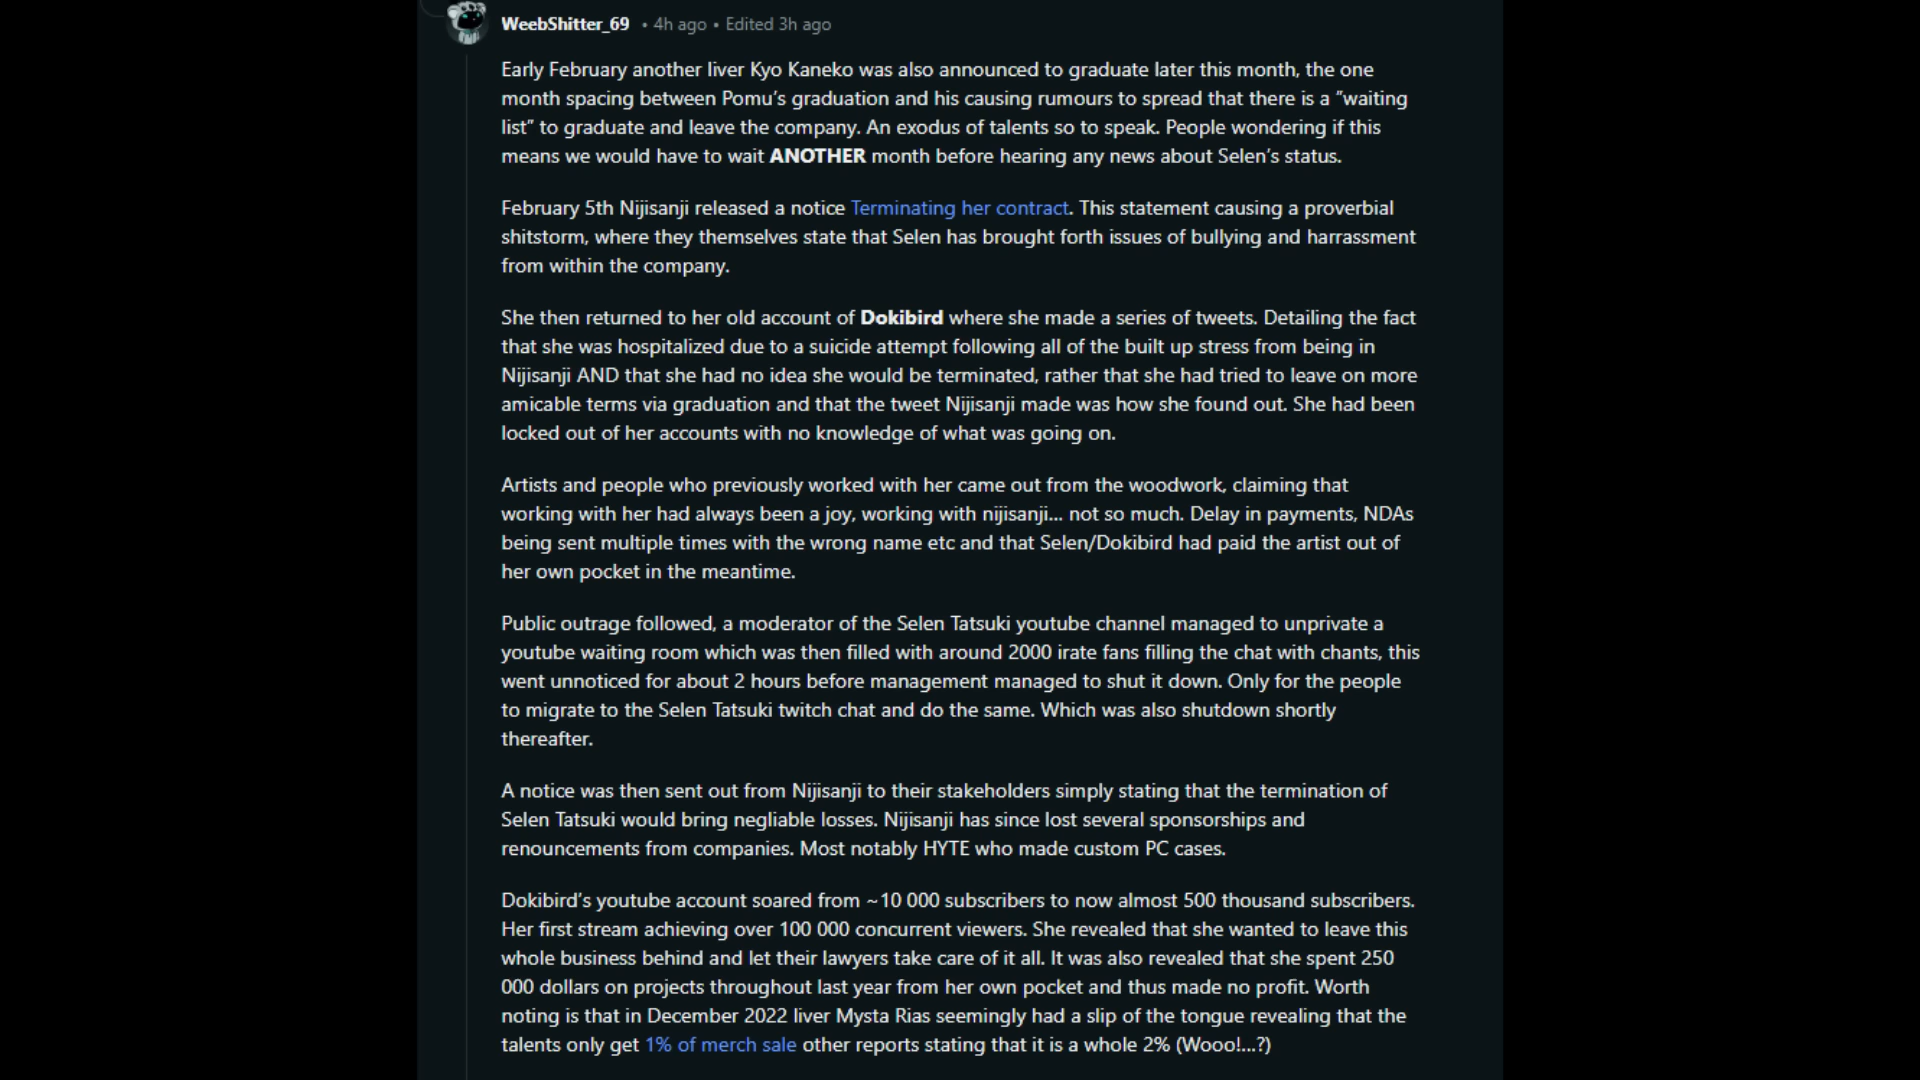 WeebShitter_69 • 4h ago • Edited 3h ago
Early February another liver Kyo Kaneko was also announced to graduate later this month, the one
month spacing between Pomu's graduation and his causing rumours to spread that there is a "waiting
list" to graduate and leave the company. An exodus of talents so to speak. People wondering if this
means we would have to wait ANOTHER month before hearing any news about Selen's status.
February 5th Nijisanji released a notice Terminating her contract. This statement causing a proverbial
shitstorm, where they themselves state that Selen has brought forth issues of bullying and harrassment
from within the company.
She then returned to her old account of Dokibird where she made a series of tweets. Detailing the fact
that she was hospitalized due to a suicide attempt following all of the built up stress from being in
Nijisanji AND that she had no idea she would be terminated, rather that she had tried to leave on more
amicable terms via graduation and that the tweet Nijisanji made was how she found out. She had been
locked out of her accounts with no knowledge of what was going on.
Artists and people who previously worked with her came out from the woodwork, claiming that
working with her had always been a joy, working with nijisanji... not so much. Delay in payments, NDAs
being sent multiple times with the wrong name etc and that Selen/Dokibird had paid the artist out of
her own pocket in the meantime.
Public outrage followed, a moderator of the Selen Tatsuki youtube channel managed to unprivate a
youtube waiting room which was then filled with around 2000 irate fans filling the chat with chants, this
went unnoticed for about 2 hours before management managed to shut it down. Only for the people
to migrate to the Selen Tatsuki twitch chat and do the same. Which was also shutdown shortly
thereafter.
A notice was then sent out from Nijisanji to their stakeholders simply stating that the termination of
Selen Tatsuki would bring negliable losses. Nijisanji has since lost several sponsorships and
renouncements from companies. Most notably HYTE who made custom PC cases.
Dokibird's youtube account soared from ~10 000 subscribers to now almost 500 thousand subscribers.
Her first stream achieving over 100 000 concurrent viewers. She revealed that she wanted to leave this
whole business behind and let their lawyers take care of it all. It was also revealed that she spent 250
000 dollars on projects throughout last year from her own pocket and thus made no profit. Worth
noting is that in December 2022 liver Mysta Rias seemingly had a slip of the tongue revealing that the
talents only get 1% of merch sale other reports stating that it is a whole 2% (Wooo!...?)